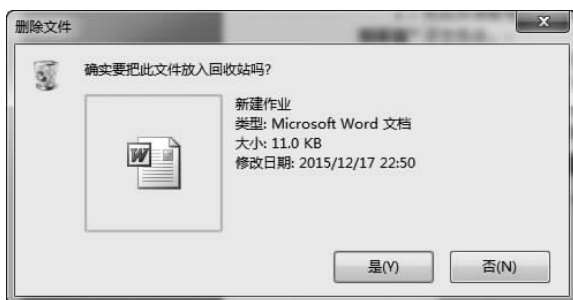 删除文件
确实要把此文件放入回收站吗?
新建作业
类型: Microsoft Word 文档
大小: 11.0 KB
修改日期: 2015/12/17 22:50
是(Y)
否(N)